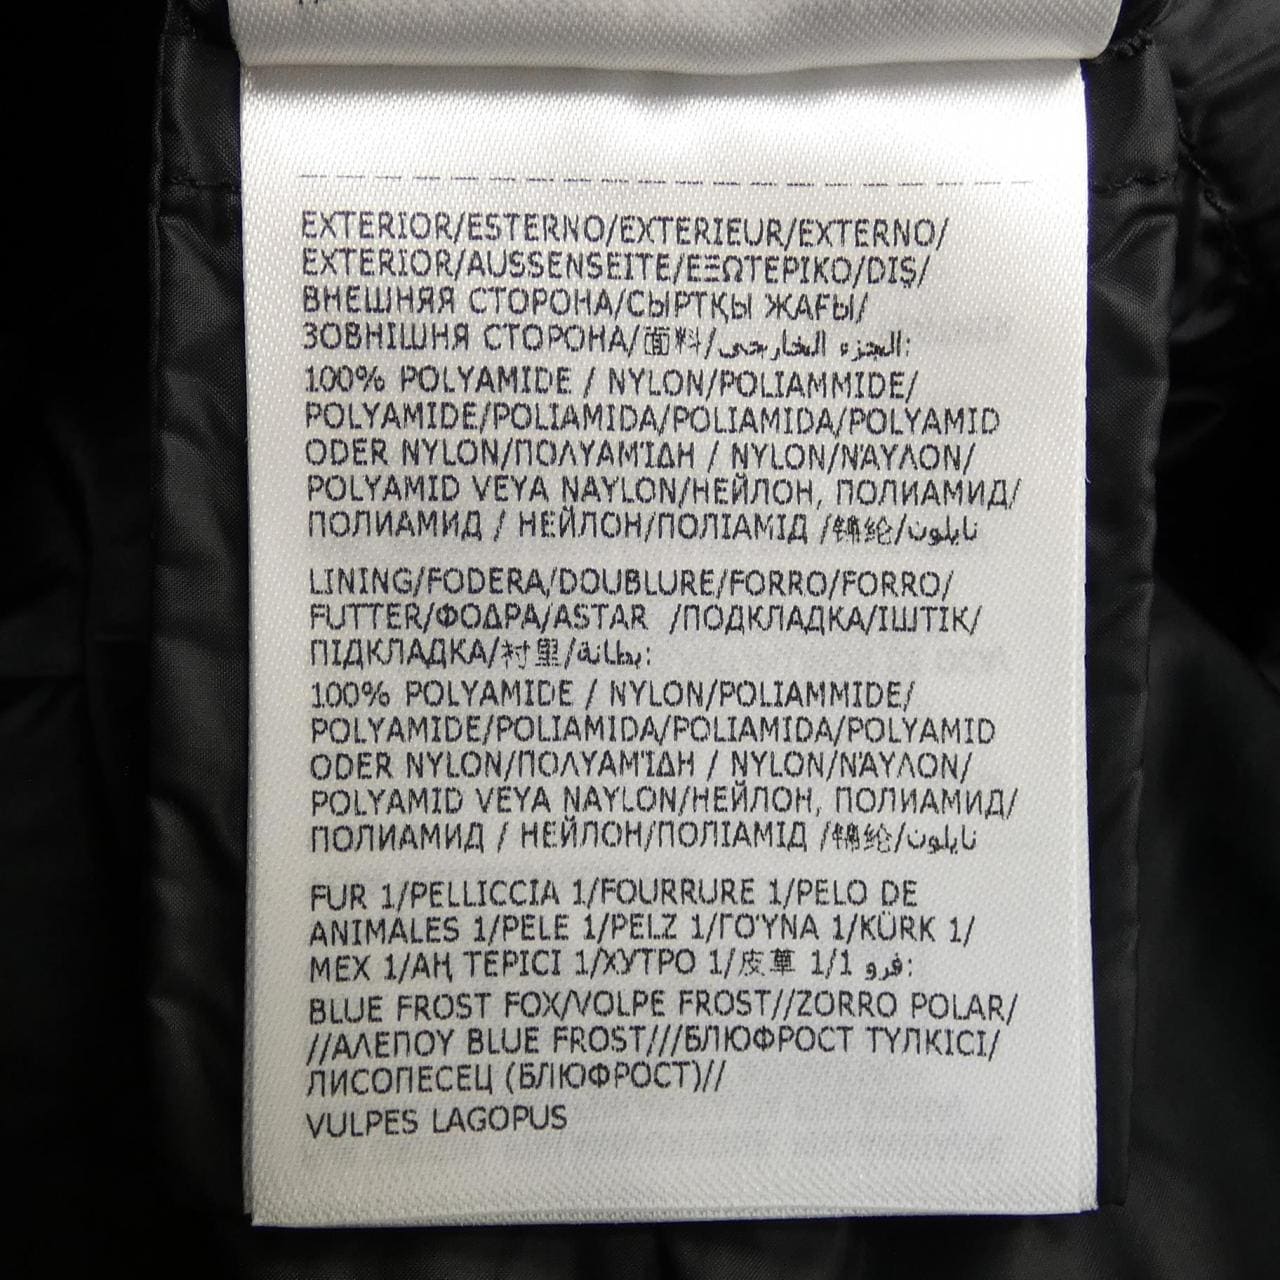 EXTERIOR/ESTERNO/EXTERIEUR/EXTERNO/
EXTERIOR/AUSSENSEITE/ΕΞΩΤΕΡΙΚΟ/DIŞ/
ВНЕШНЯЯ СТОРОНА/СЫРТҚЫ ЖАҒЫ/
ЗОВНІШНЯ СТОРОНА/面料/الجزء الخارجي:
100% POLYAMIDE / NYLON/POLIAMMIDE/
POLYAMIDE/POLIAMIDA/POLIAMIDA/POLYAMID
ODER NYLON/ΠΟΛΥΑΜΊΔΗ / NYLON/ΝΆΥΛΟΝ/
POLYAMID VEYA NAYLON/НЕЙЛОН, ПОЛИАМИД/
ПОЛИАМИД / НЕЙЛОН/ПОЛІАМІД /锦纶/نايلون
LINING/FODERA/DOUBLURE/FORRO/FORRO/
FUTTER/ΦΟΔΡΑ/ASTAR /ПОДКЛАДКА/ІШТІК/
ПІДКЛАДКА/衬里/بطانة:
100% POLYAMIDE / NYLON/POLIAMMIDE/
POLYAMIDE/POLIAMIDA/POLIAMIDA/POLYAMID
ODER NYLON/ΠΟΛΥΑΜΊΔΗ / NYLON/ΝΆΥΛΟΝ/
POLYAMID VEYA NAYLON/НЕЙЛОН, ПОЛИАМИД/
ПОЛИАМИД / НЕЙЛОН/ПОЛІАМІД /锦纶/نايلون
FUR 1/PELLICCIA 1/FOURRURE 1/PELO DE
ANIMALES 1/PELE 1/PELZ 1/ΓΟΎΝΑ 1/KÜRK 1/
МЕХ 1/АҢ ТЕРІСІ 1/ХУТРО 1/皮草 1/1 فرو:
BLUE FROST FOX/VOLPE FROST//ZORRO POLAR/
//ΑΛΕΠΟΥ BLUE FROST///БЛЮФРОСТ ТҮЛКІСІ/
ЛИСОПЕСЕЦ (БЛЮФРОСТ)//
VULPES LAGOPUS